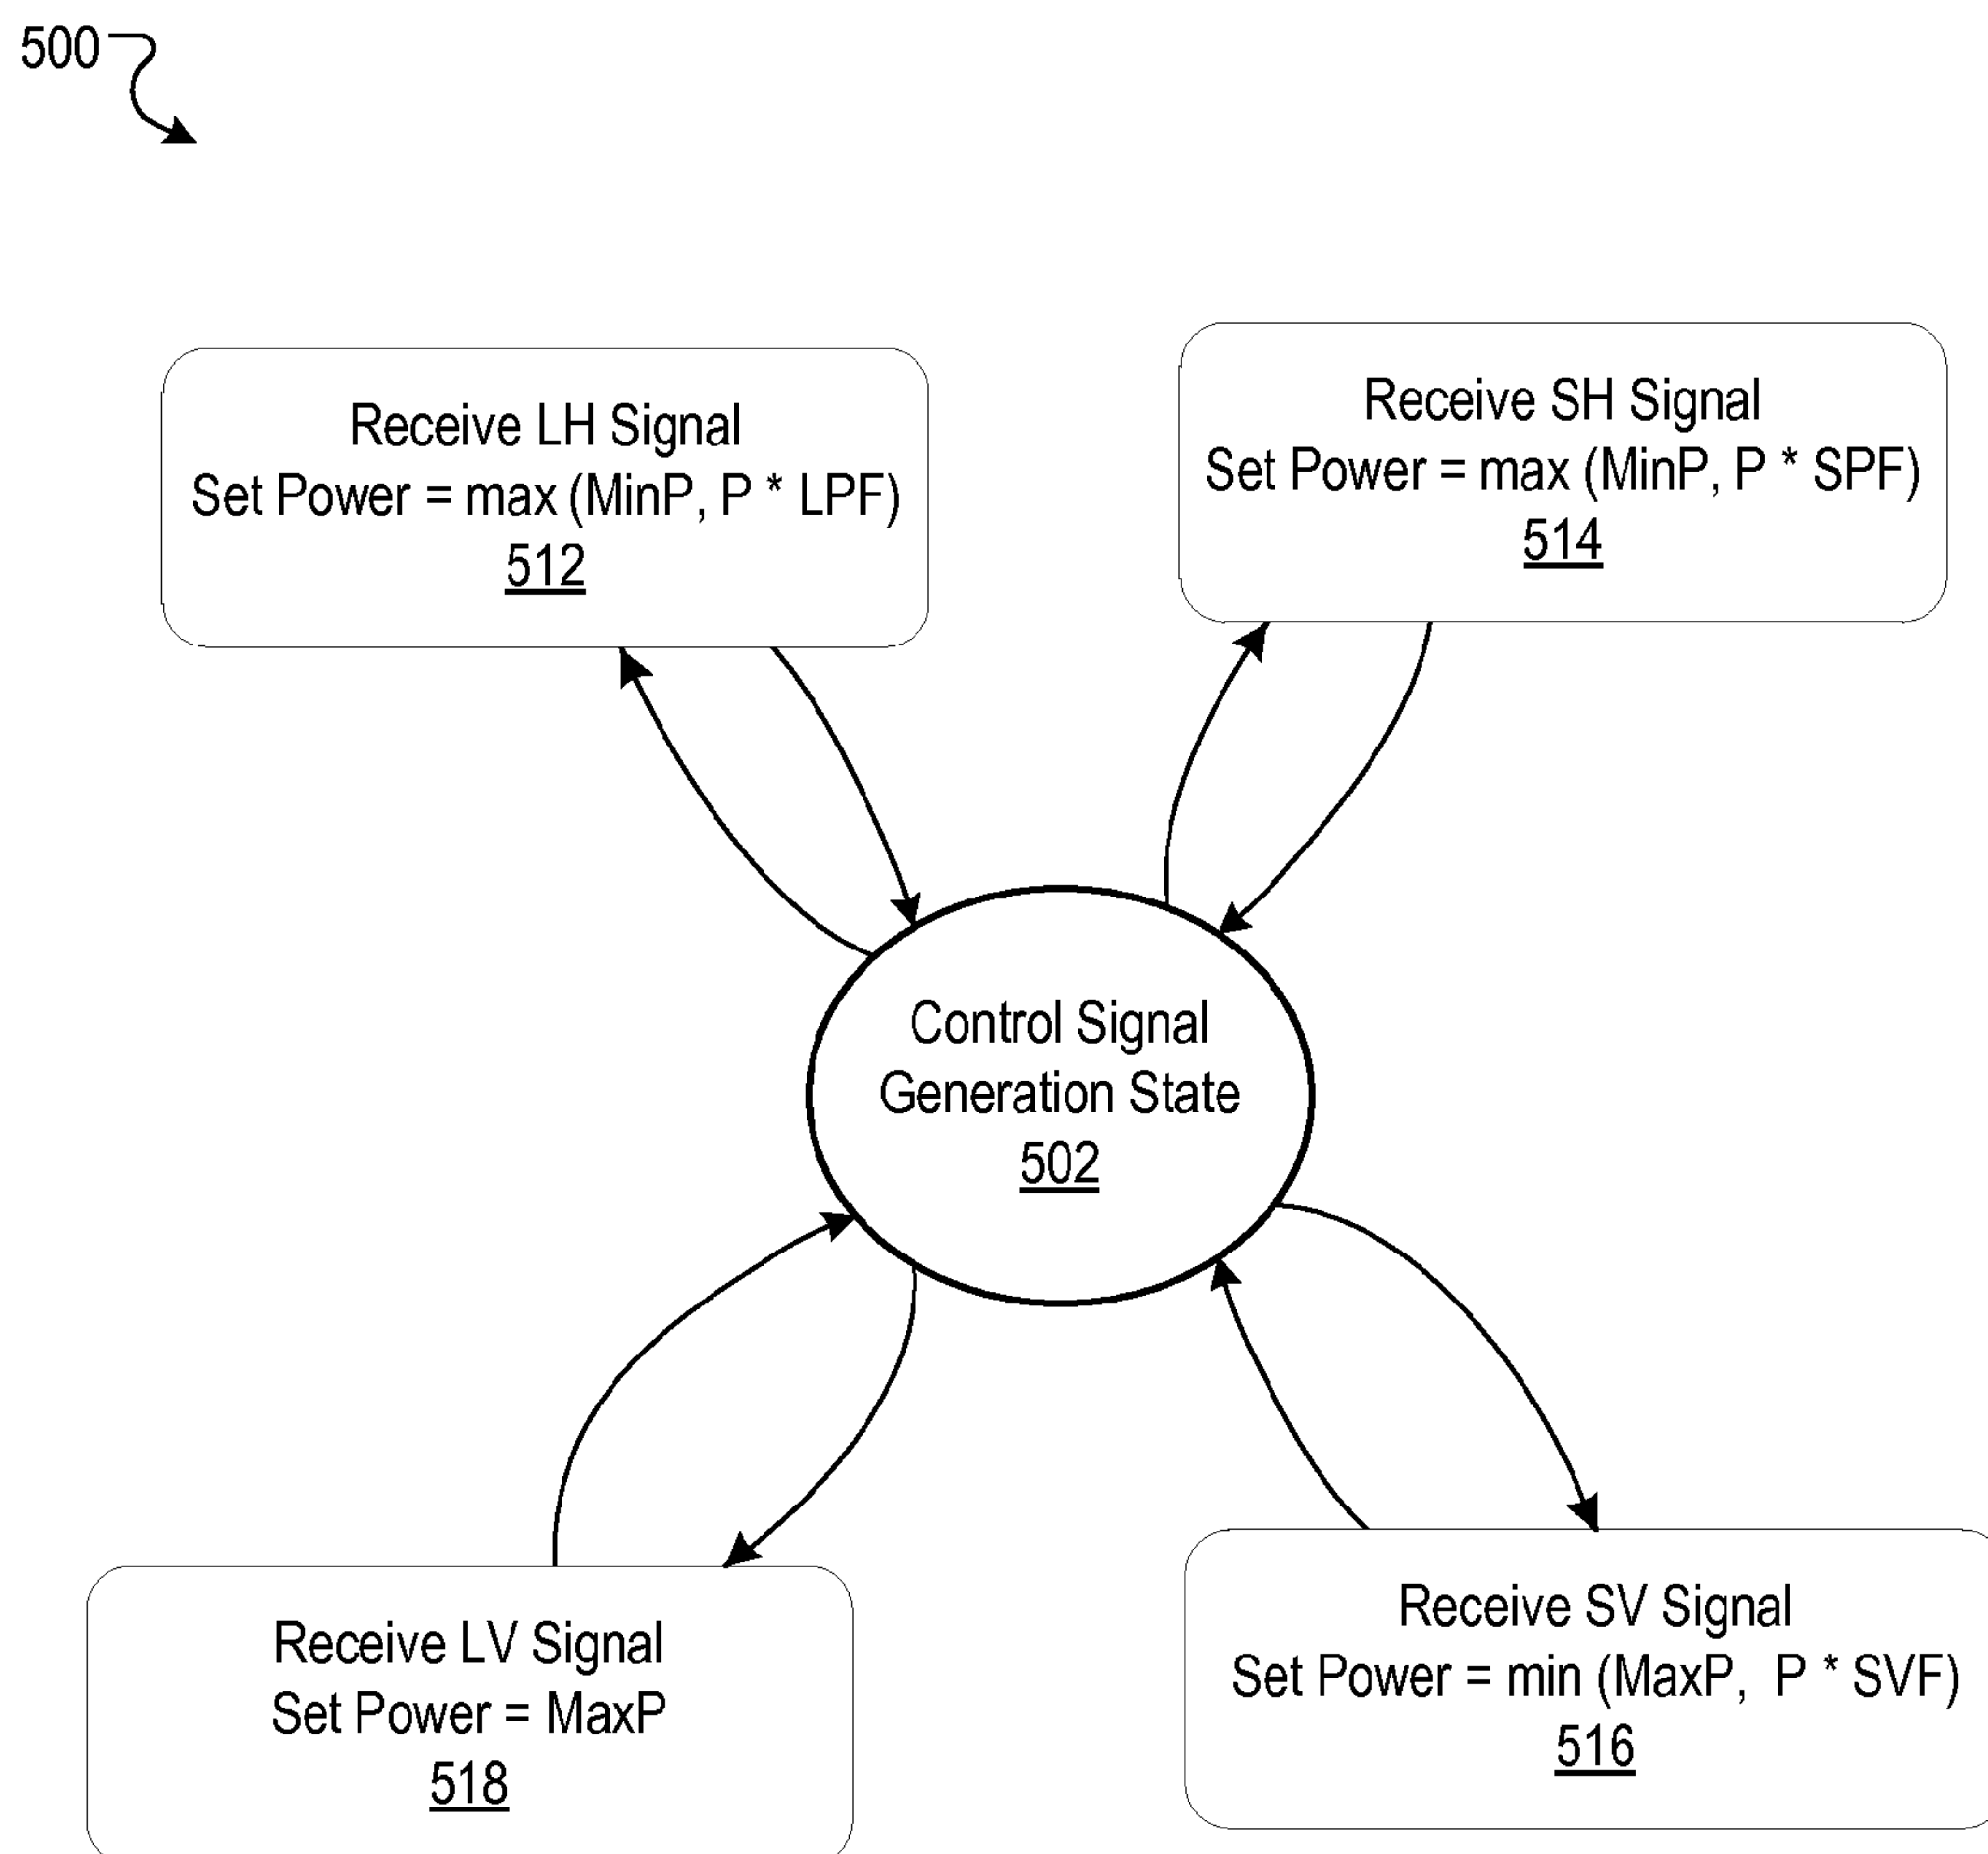 500
Receive LH Signal
Set Power = max (MinP, P * LPF)
512
Receive SH Signal
Set Power = max (MinP, P * SPF)
514
Control Signal
Generation State
502
Receive LV Signal
Set Power = MaxP
518
Receive SV Signal
Set Power = min (MaxP, P * SVF)
516